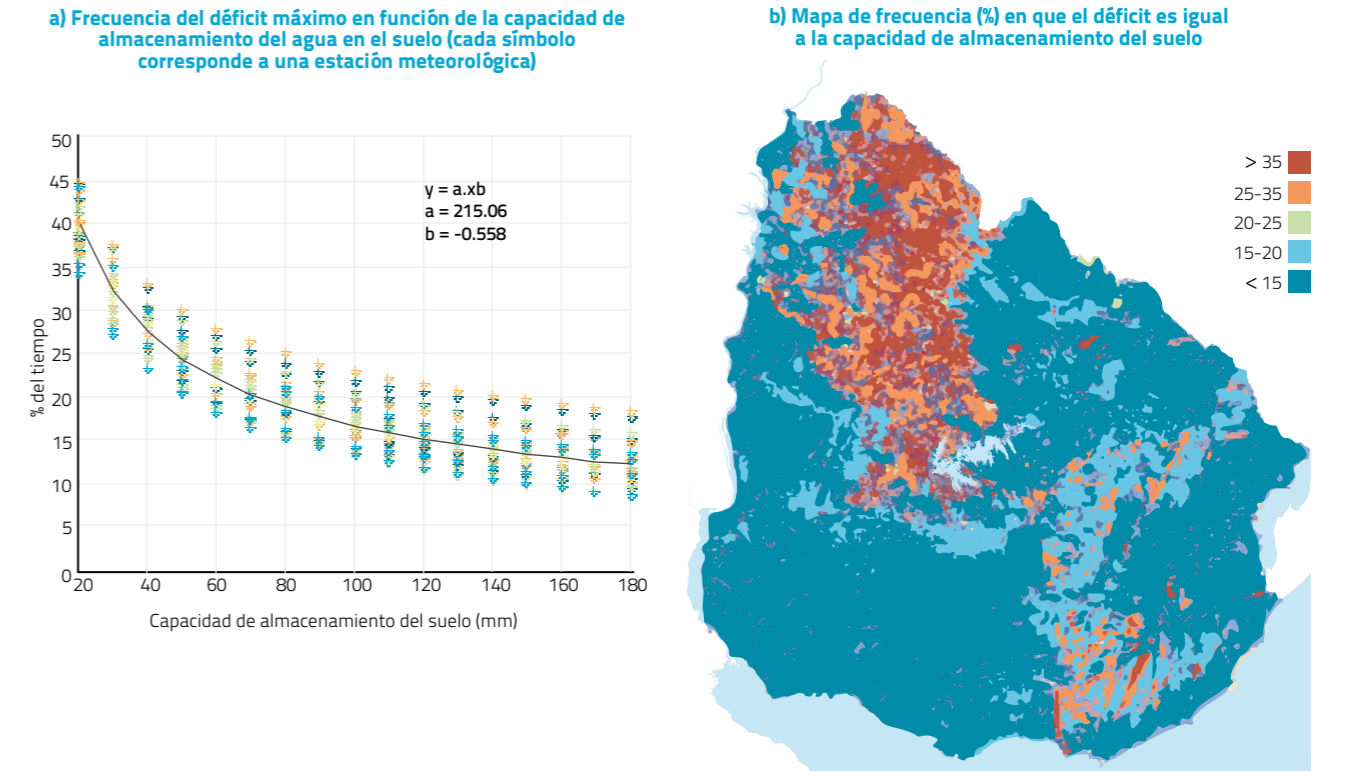 a) Frecuencia del déficit máximo en función de la capacidad de
almacenamiento del agua en el suelo (cada símbolo
corresponde a una estación meteorológica)
50
45
40
35
30
25
20
15
10
5
0
% del tiempo
y = a.xb
a = 215.06
b = -0.558
20 40 60 80 100 120 140 160 180
Capacidad de almacenamiento del suelo (mm)
b) Mapa de frecuencia (%) en que el déficit es igual
a la capacidad de almacenamiento del suelo
> 35
25-35
20-25
15-20
< 15